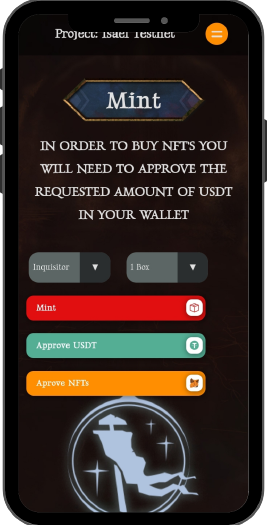 Project: Isael Testnet
Mint
IN ORDER TO BUY NFT'S YOU
WILL NEED TO APPROVE THE
REQUESTED AMOUNT OF USDT
IN YOUR WALLET
Inquisitor ▼ 1 Box ▼
Mint
Approve USDT
Aprove NFTs